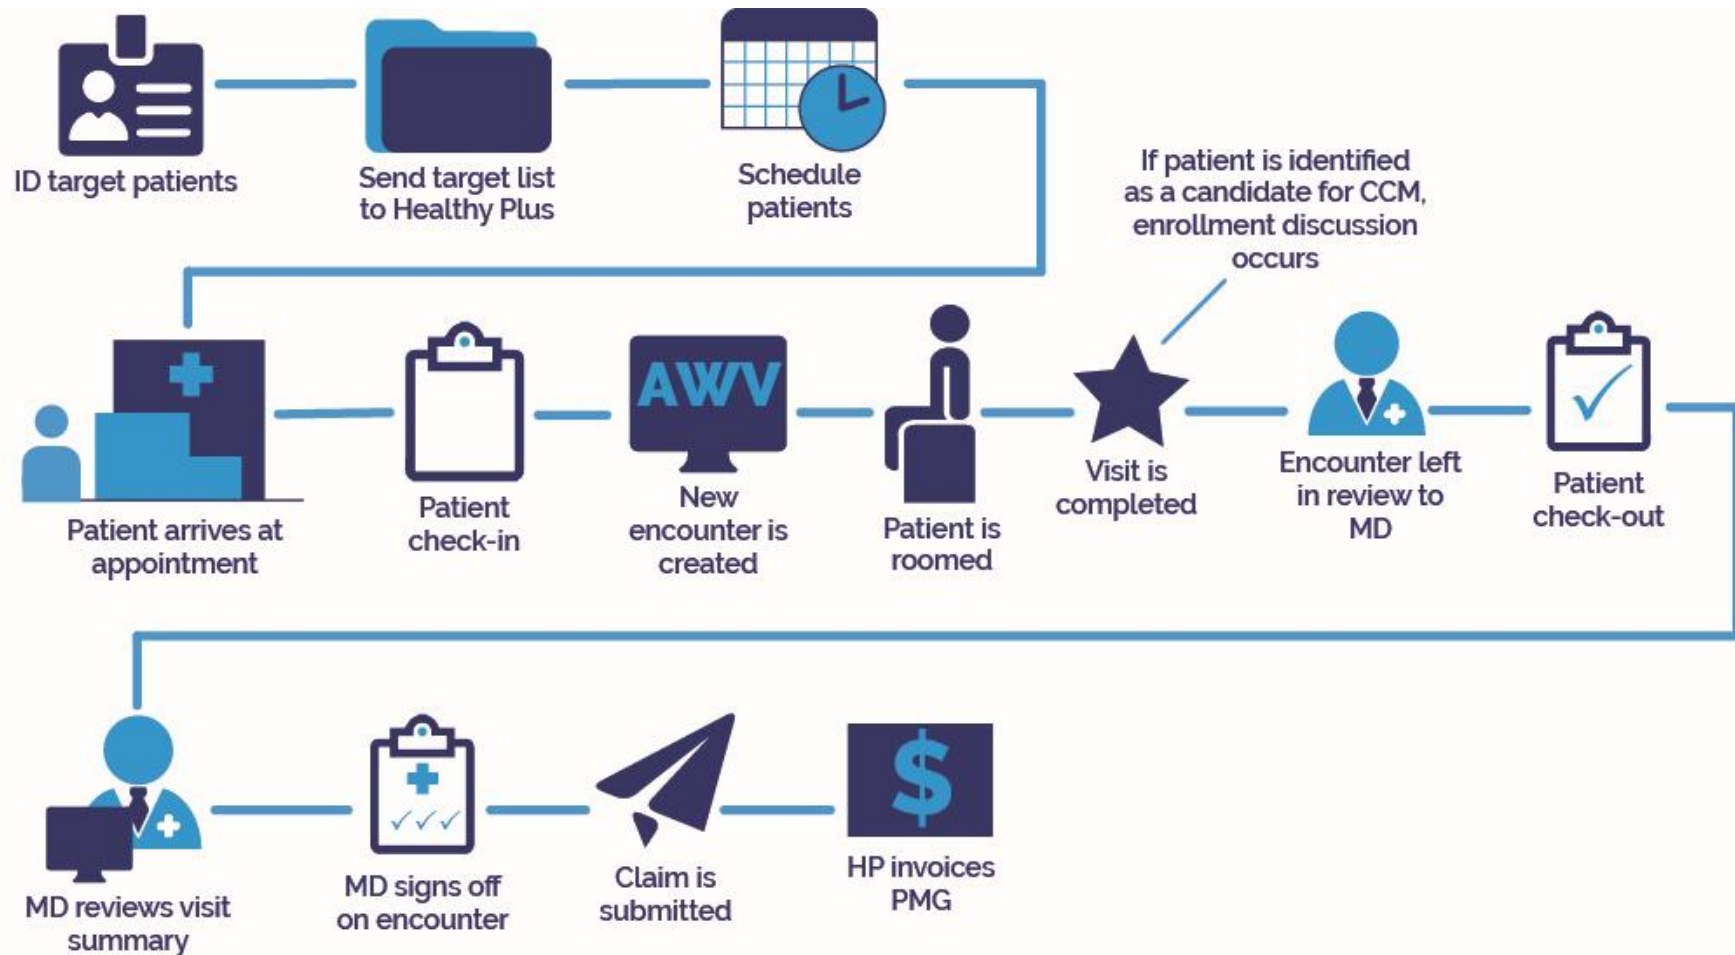 ID target patients
Send target list
to Healthy Plus
Schedule
patients
If patient is identified
as a candidate for CCM,
enrollment discussion
occurs
Patient arrives at
appointment
Patient
check-in
AWV
New
encounter is
created
Patient is
roomed
Visit is
completed
Encounter left
in review to
MD
Patient
check-out
MD reviews visit
summary
MD signs off
on encounter
Claim is
submitted
$
HP invoices
PMG